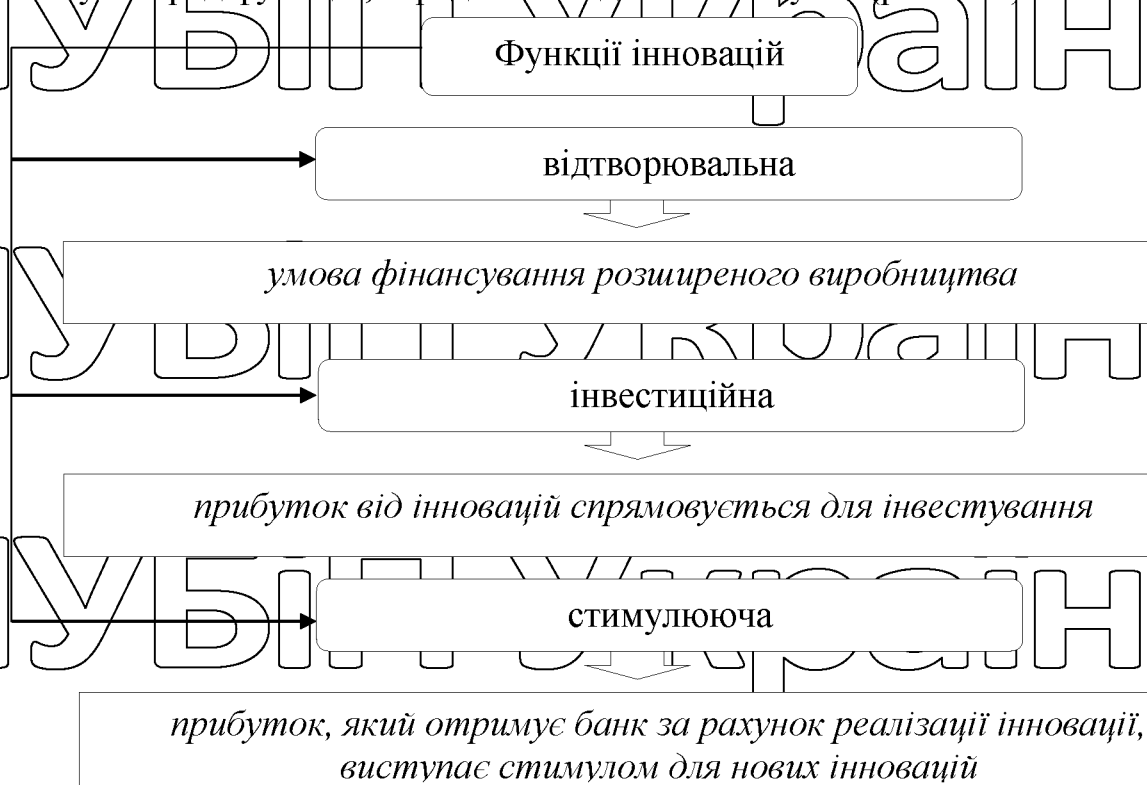 Функції інновацій
відтворювальна
умова фінансування розширеного виробництва
інвестиційна
прибуток від інновацій спрямовується для інвестування
стимулююча
прибуток, який отримує банк за рахунок реалізації інновації,
виступає стимулом для нових інновацій